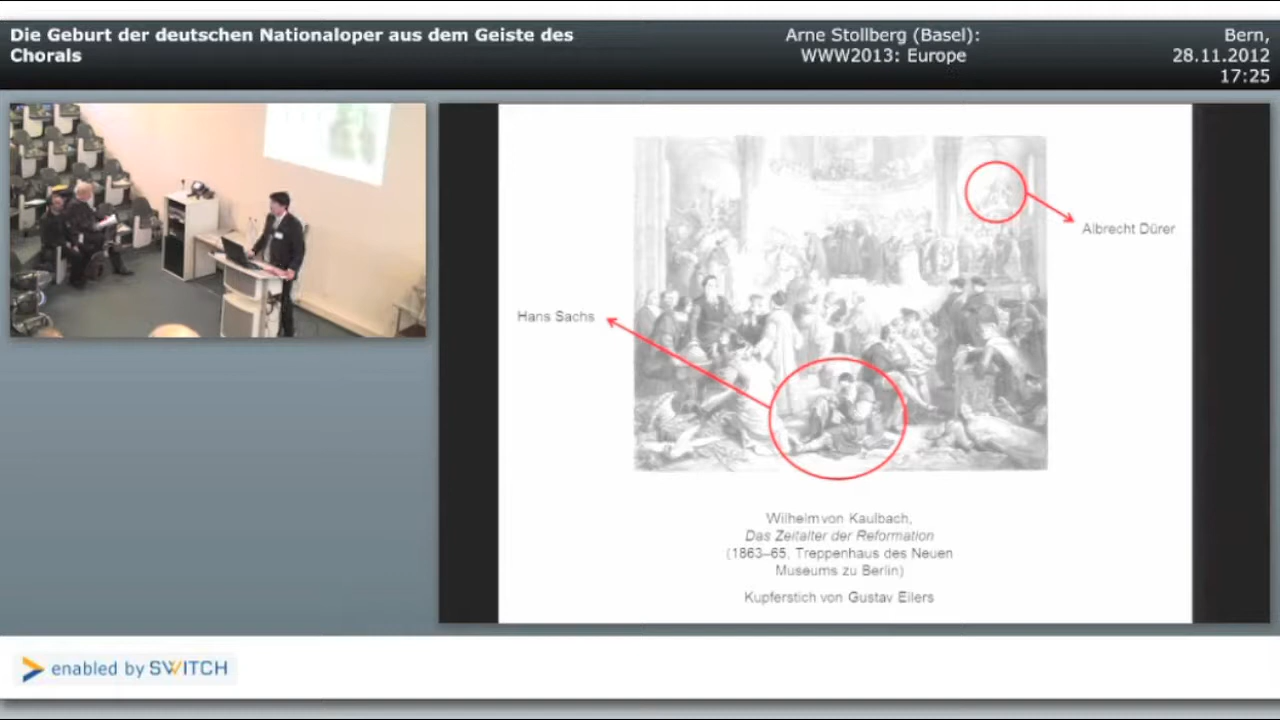 Die Geburt der deutschen Nationaloper aus dem Geiste des
Chorals
Arne Stollberg (Basel):
WWW2013: Europe
Bern,
28.11.2012
17:25
Albrecht Dürer
Hans Sachs
Wilhelm von Kaulbach,
Das Zeitalter der Reformation
(1863–65, Treppenhaus des Neuen
Museums zu Berlin)
Kupferstich von Gustav Eilers
enabled by SWITCH